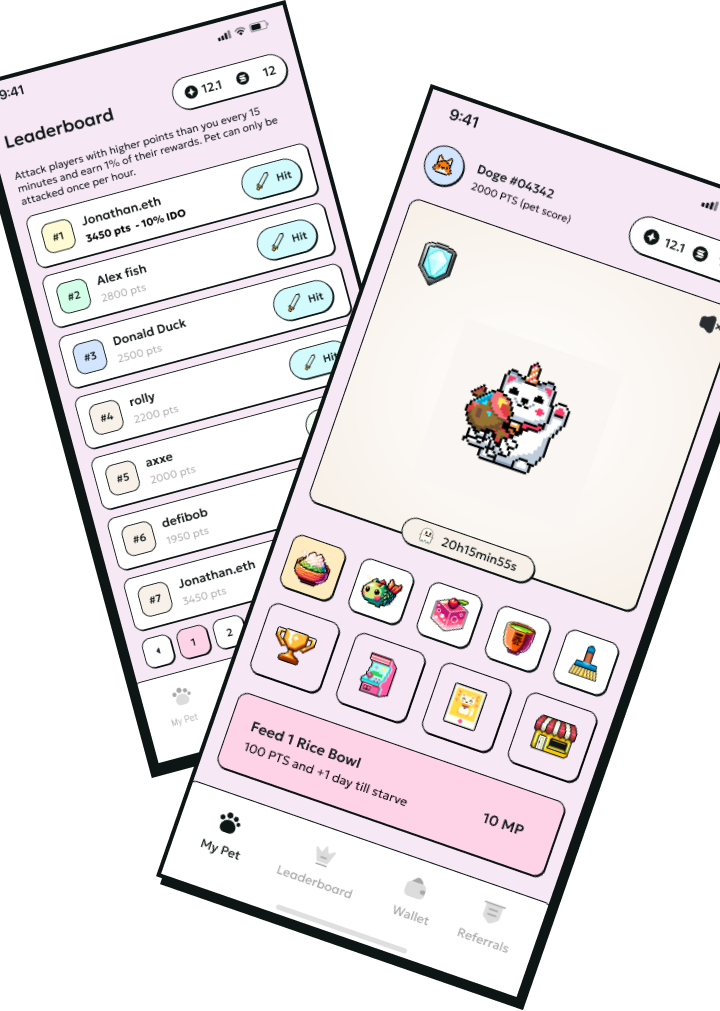 9:41
12.1
12
Leaderboard
Attack players with higher points than you every 15
minutes and earn 1% of their rewards. Pet can only be
attacked once per hour.
#1
Jonathan.eth
3450 pts - 10% IDO
Hit
#2
Alex fish
2800 pts
Hit
#3
Donald Duck
2500 pts
Hit
#4
rolly
2200 pts
Hit
#5
axxe
2000 pts
#6
defibob
1950 pts
#7
Jonathan.eth
3450 pts
1
2
My Pet
9:41
Doge #04342
2000 PTS (pet score)
12.1
20h15min55s
Feed 1 Rice Bowl
100 PTS and +1 day till starve
10 MP
My Pet
Leaderboard
Wallet
Referrals